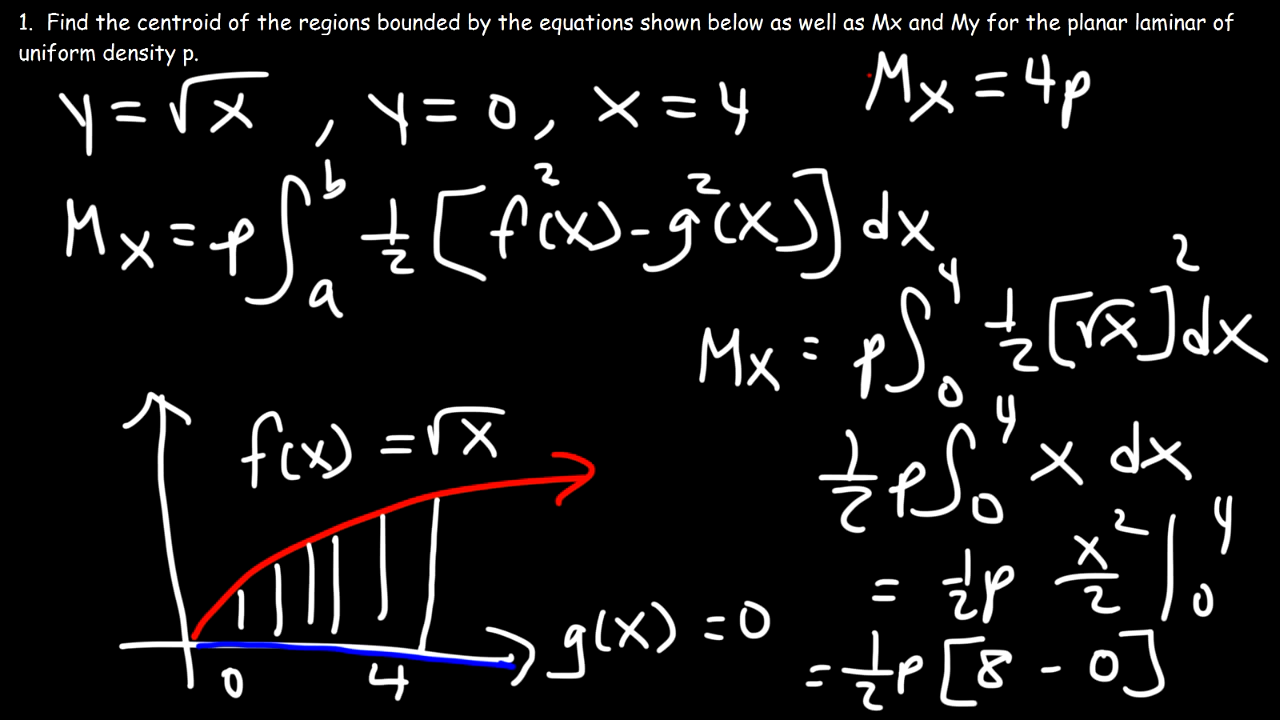 1. Find the centroid of the regions bounded by the equations shown below as well as Mx and My for the planar laminar of
uniform density p.
y = √x , y = 0, x = 4
Mx = 4p
Mx = p∫ₐᵇ 1/2 [f²(x) - g²(x)] dx
Mx = p∫₀⁴ 1/2 [√x]² dx
1/2 p∫₀⁴ x dx
= 1/2 p x²/2 |₀⁴
= 1/2 p [8 - 0]
f(x) = √x
g(x) = 0
0 4